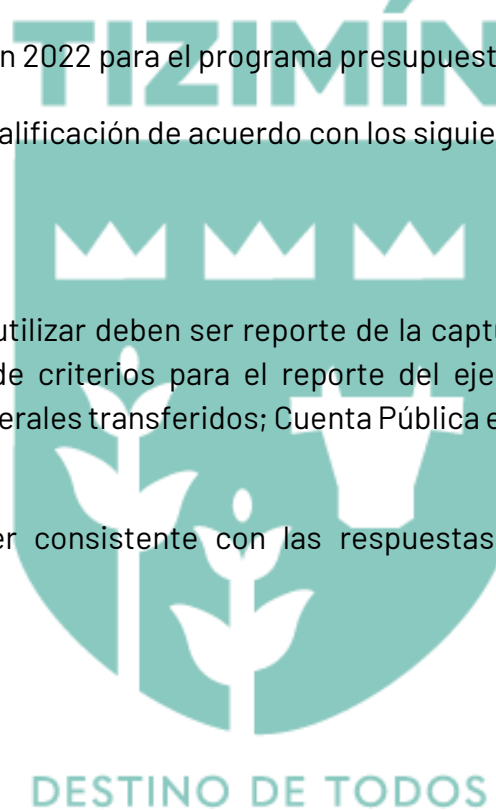 TIZIMÍN
n 2022 para el programa presupuest
alificación de acuerdo con los siguie
utilizar deben ser reporte de la captu
de criterios para el reporte del eje
erales transferidos; Cuenta Pública e
er consistente con las respuestas
DESTINO DE TODOS